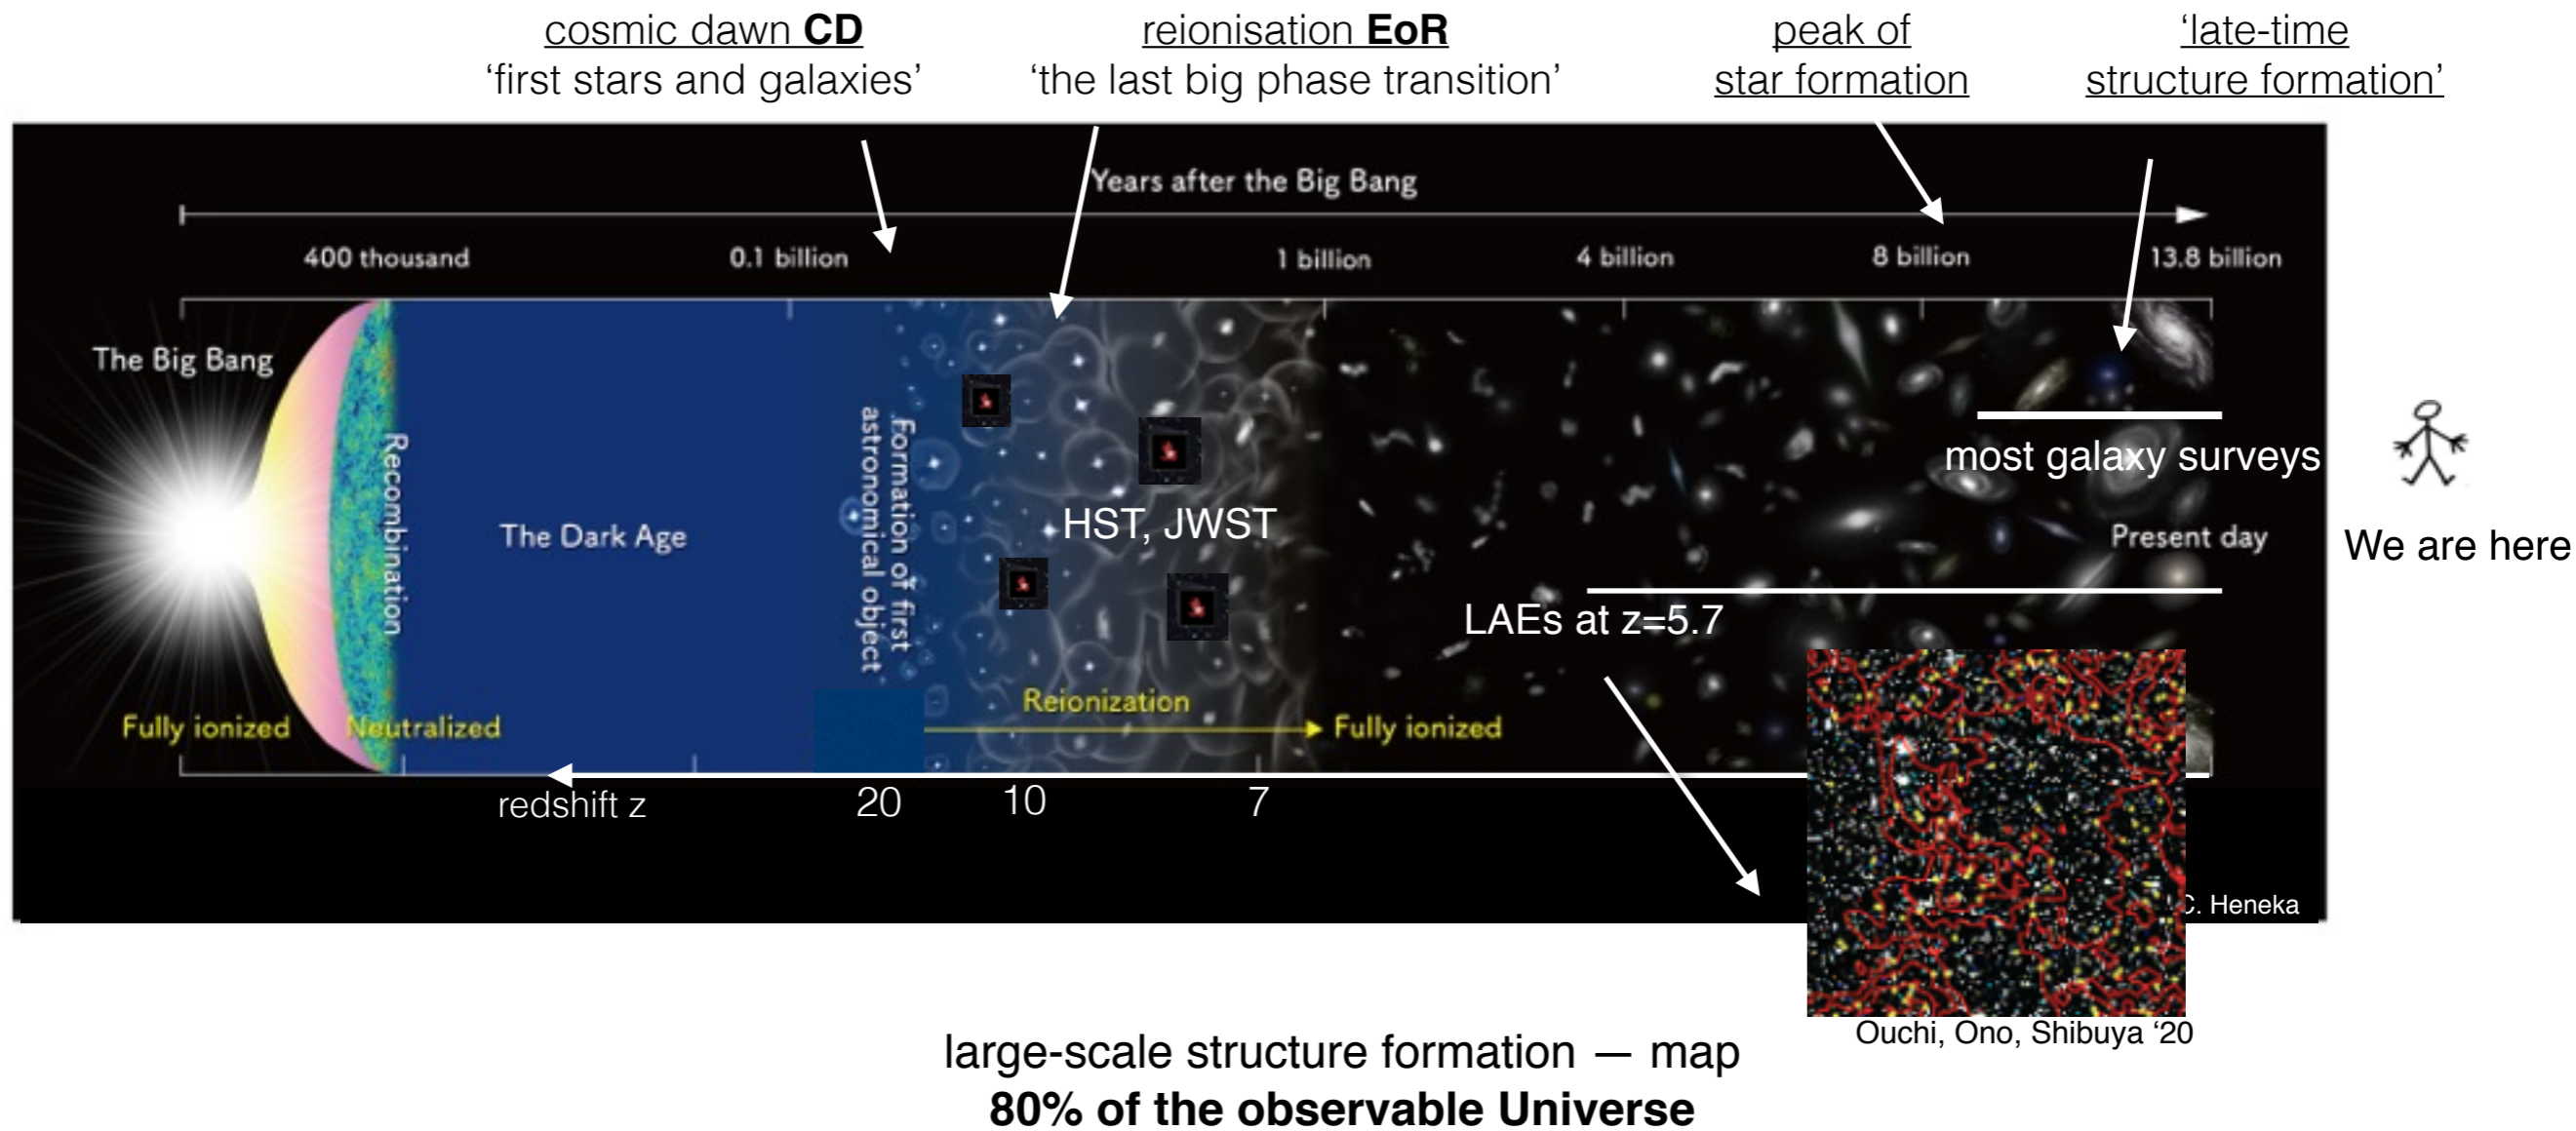 cosmic dawn CD
‘first stars and galaxies’
reionisation EoR
‘the last big phase transition’
peak of
star formation
‘late-time
structure formation’
Years after the Big Bang
400 thousand
0.1 billion
1 billion
4 billion
8 billion
13.8 billion
The Big Bang
Recombination
The Dark Age
Formation of first
astronomical object
HST, JWST
most galaxy surveys
Present day
We are here
LAEs at z=5.7
Fully ionized
Neutralized
Reionization
Fully ionized
redshift z
20
10
7
C. Heneka
Ouchi, Ono, Shibuya ‘20
large-scale structure formation — map
80% of the observable Universe